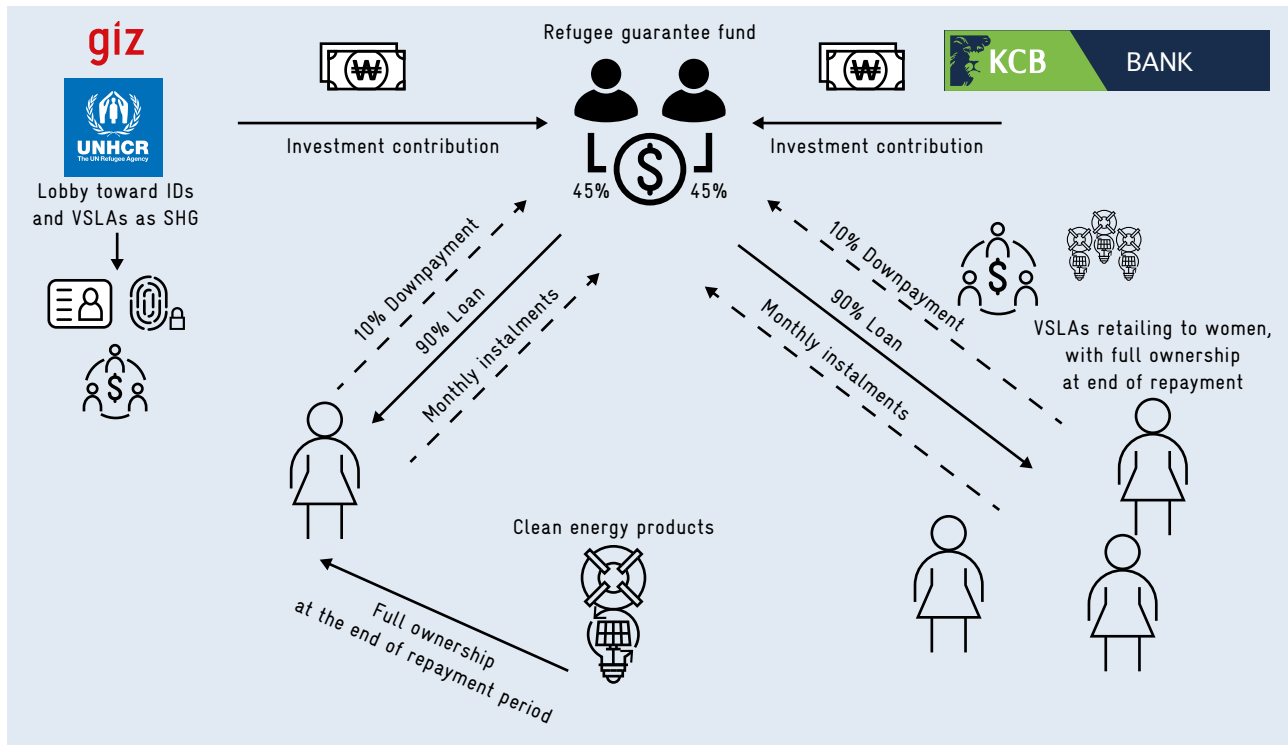 giz
UNHCR
The UN Refugee Agency
Lobby toward IDs
and VSLAs as SHG
₩
Investment contribution
Refugee guarantee fund
$
45%
45%
₩
Investment contribution
KCB
BANK
10% Downpayment
90% Loan
Monthly instalments
10% Downpayment
90% Loan
Monthly instalments
$
$
VSLAs retailing to women,
with full ownership
at end of repayment
Clean energy products
Full ownership
at the end of repayment period